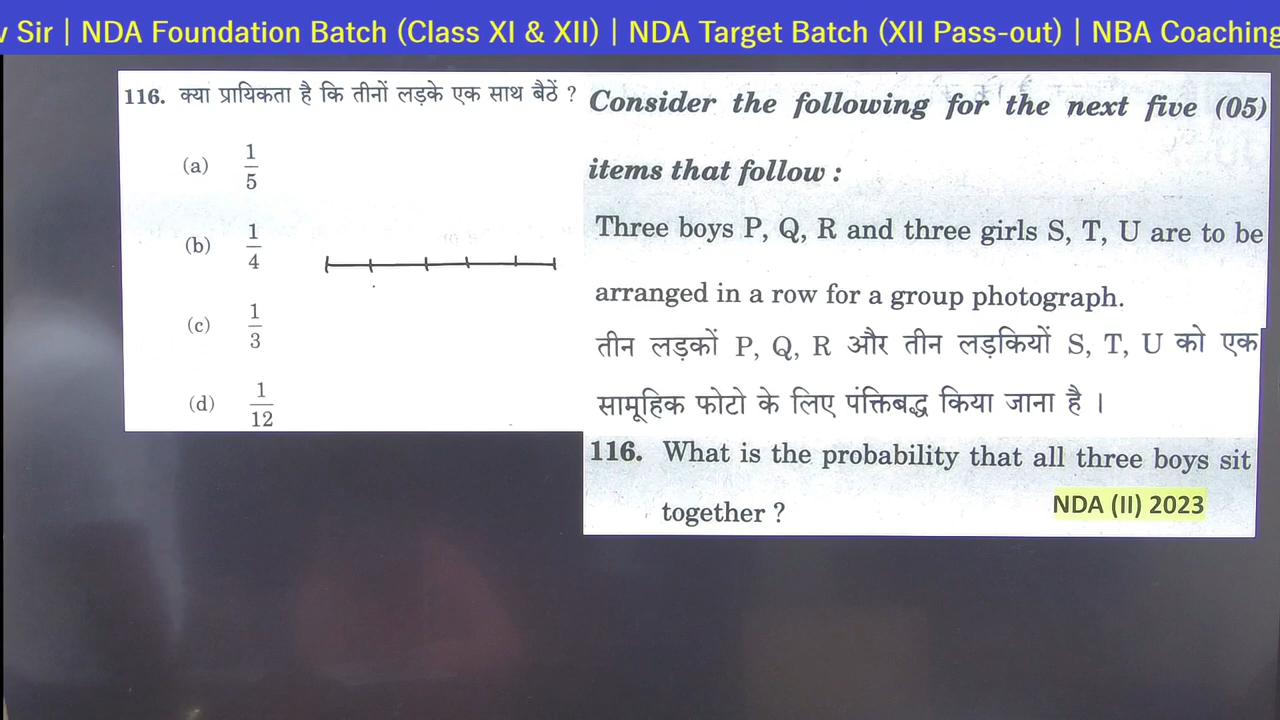 v Sir | NDA Foundation Batch (Class XI & XII) | NDA Target Batch (XII Pass-out) | NBA Coaching
116. क्या प्रायिकता है कि तीनों लड़के एक साथ बैठें ?
(a) 1/5
(b) 1/4
(c) 1/3
(d) 1/12
Consider the following for the next five (05)
items that follow :
Three boys P, Q, R and three girls S, T, U are to be
arranged in a row for a group photograph.
तीन लड़कों P, Q, R और तीन लड़कियों S, T, U को एक
सामूहिक फोटो के लिए पंक्तिबद्ध किया जाना है ।
116. What is the probability that all three boys sit
together ?
NDA (II) 2023